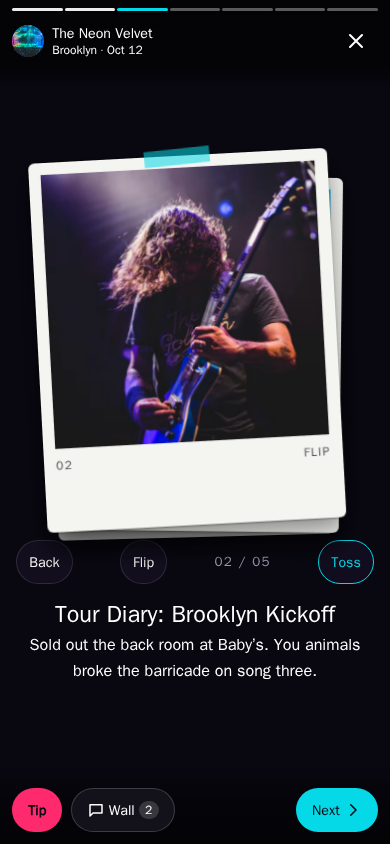 The Neon Velvet
Brooklyn · Oct 12
02
FLIP
Back
Flip
02 / 05
Toss
Tour Diary: Brooklyn Kickoff
Sold out the back room at Baby's. You animals
broke the barricade on song three.
Tip
Wall 2
Next